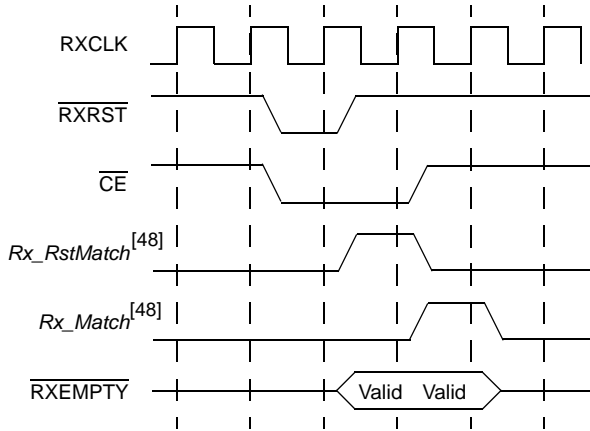 RXCLK
RXRST
CE
Rx_RstMatch[48]
Rx_Match[48]
RXEMPTY Valid Valid